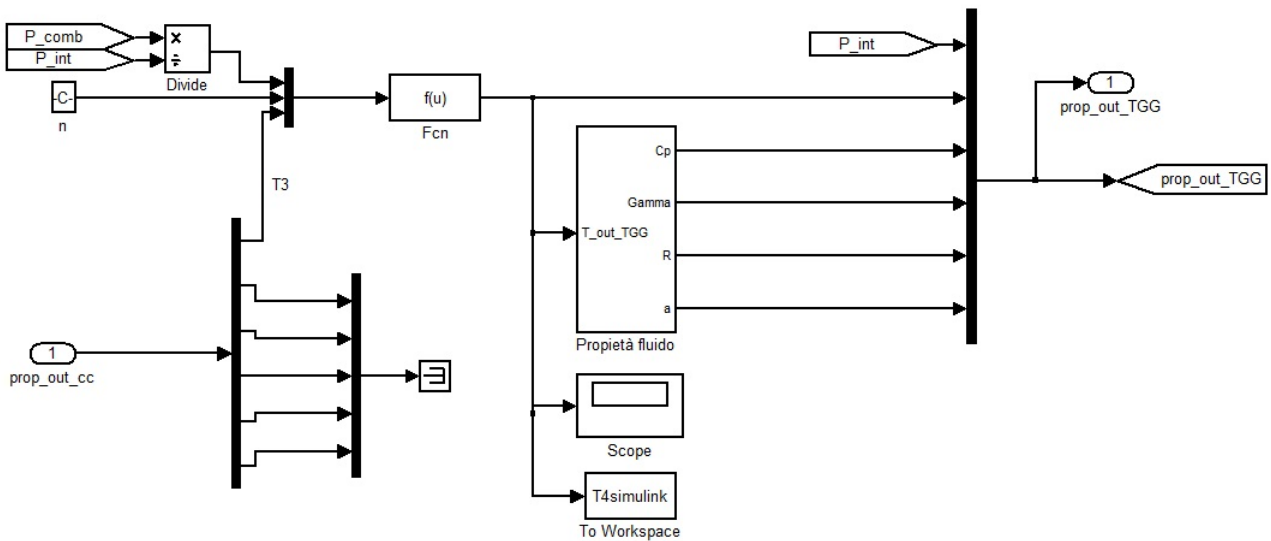 P_comb
P_int
×
÷
Divide
-C-
n
f(u)
Fcn
T3
1
prop_out_cc
T_out_TGG
Cp
Gamma
R
a
Propietà fluido
Scope
T4simulink
To Workspace
P_int
1
prop_out_TGG
prop_out_TGG